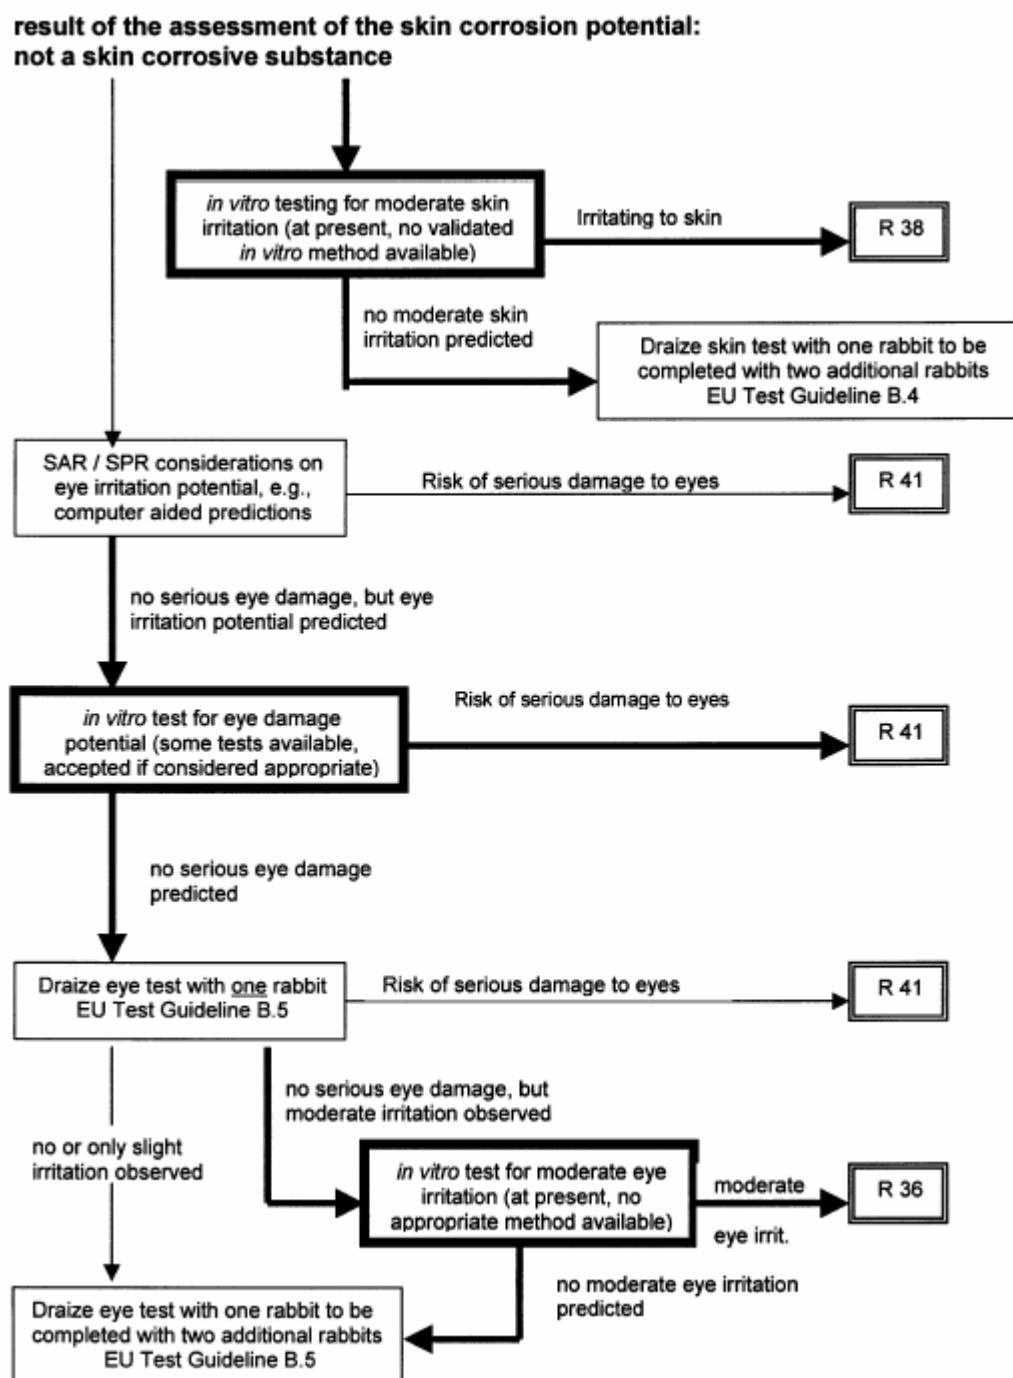 result of the assessment of the skin corrosion potential:
not a skin corrosive substance
in vitro testing for moderate skin
irritation (at present, no validated
in vitro method available)
Irritating to skin
R 38
no moderate skin
irritation predicted
Draize skin test with one rabbit to be
completed with two additional rabbits
EU Test Guideline B.4
SAR / SPR considerations on
eye irritation potential, e.g.,
computer aided predictions
Risk of serious damage to eyes
R 41
no serious eye damage, but eye
irritation potential predicted
in vitro test for eye damage
potential (some tests available,
accepted if considered appropriate)
Risk of serious damage to eyes
R 41
no serious eye damage
predicted
Draize eye test with one rabbit
EU Test Guideline B.5
Risk of serious damage to eyes
R 41
no serious eye damage, but
moderate irritation observed
no or only slight
irritation observed
in vitro test for moderate eye
irritation (at present, no
appropriate method available)
moderate
eye irrit.
R 36
no moderate eye irritation
predicted
Draize eye test with one rabbit to be
completed with two additional rabbits
EU Test Guideline B.5